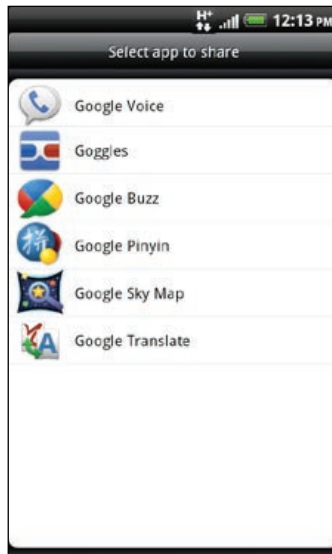 H+ 12:13 PM
Select app to share
Google Voice
Goggles
Google Buzz
拼
Google Pinyin
Google Sky Map
A
Google Translate